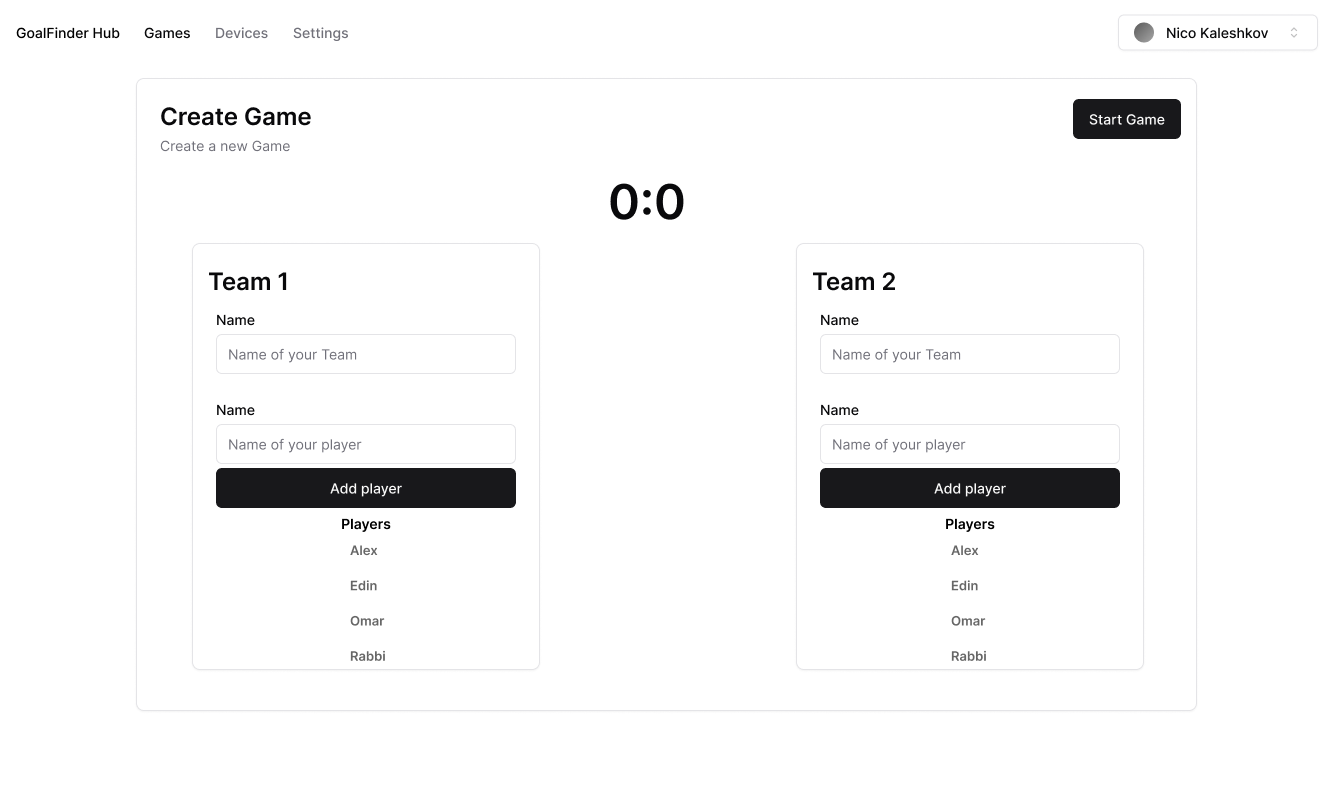 GoalFinder Hub Games Devices Settings Nico Kaleshkov
Create Game
Start Game
Create a new Game
0:0
Team 1
Name
Name of your Team
Name
Name of your player
Add player
Players
Alex
Edin
Omar
Rabbi
Team 2
Name
Name of your Team
Name
Name of your player
Add player
Players
Alex
Edin
Omar
Rabbi